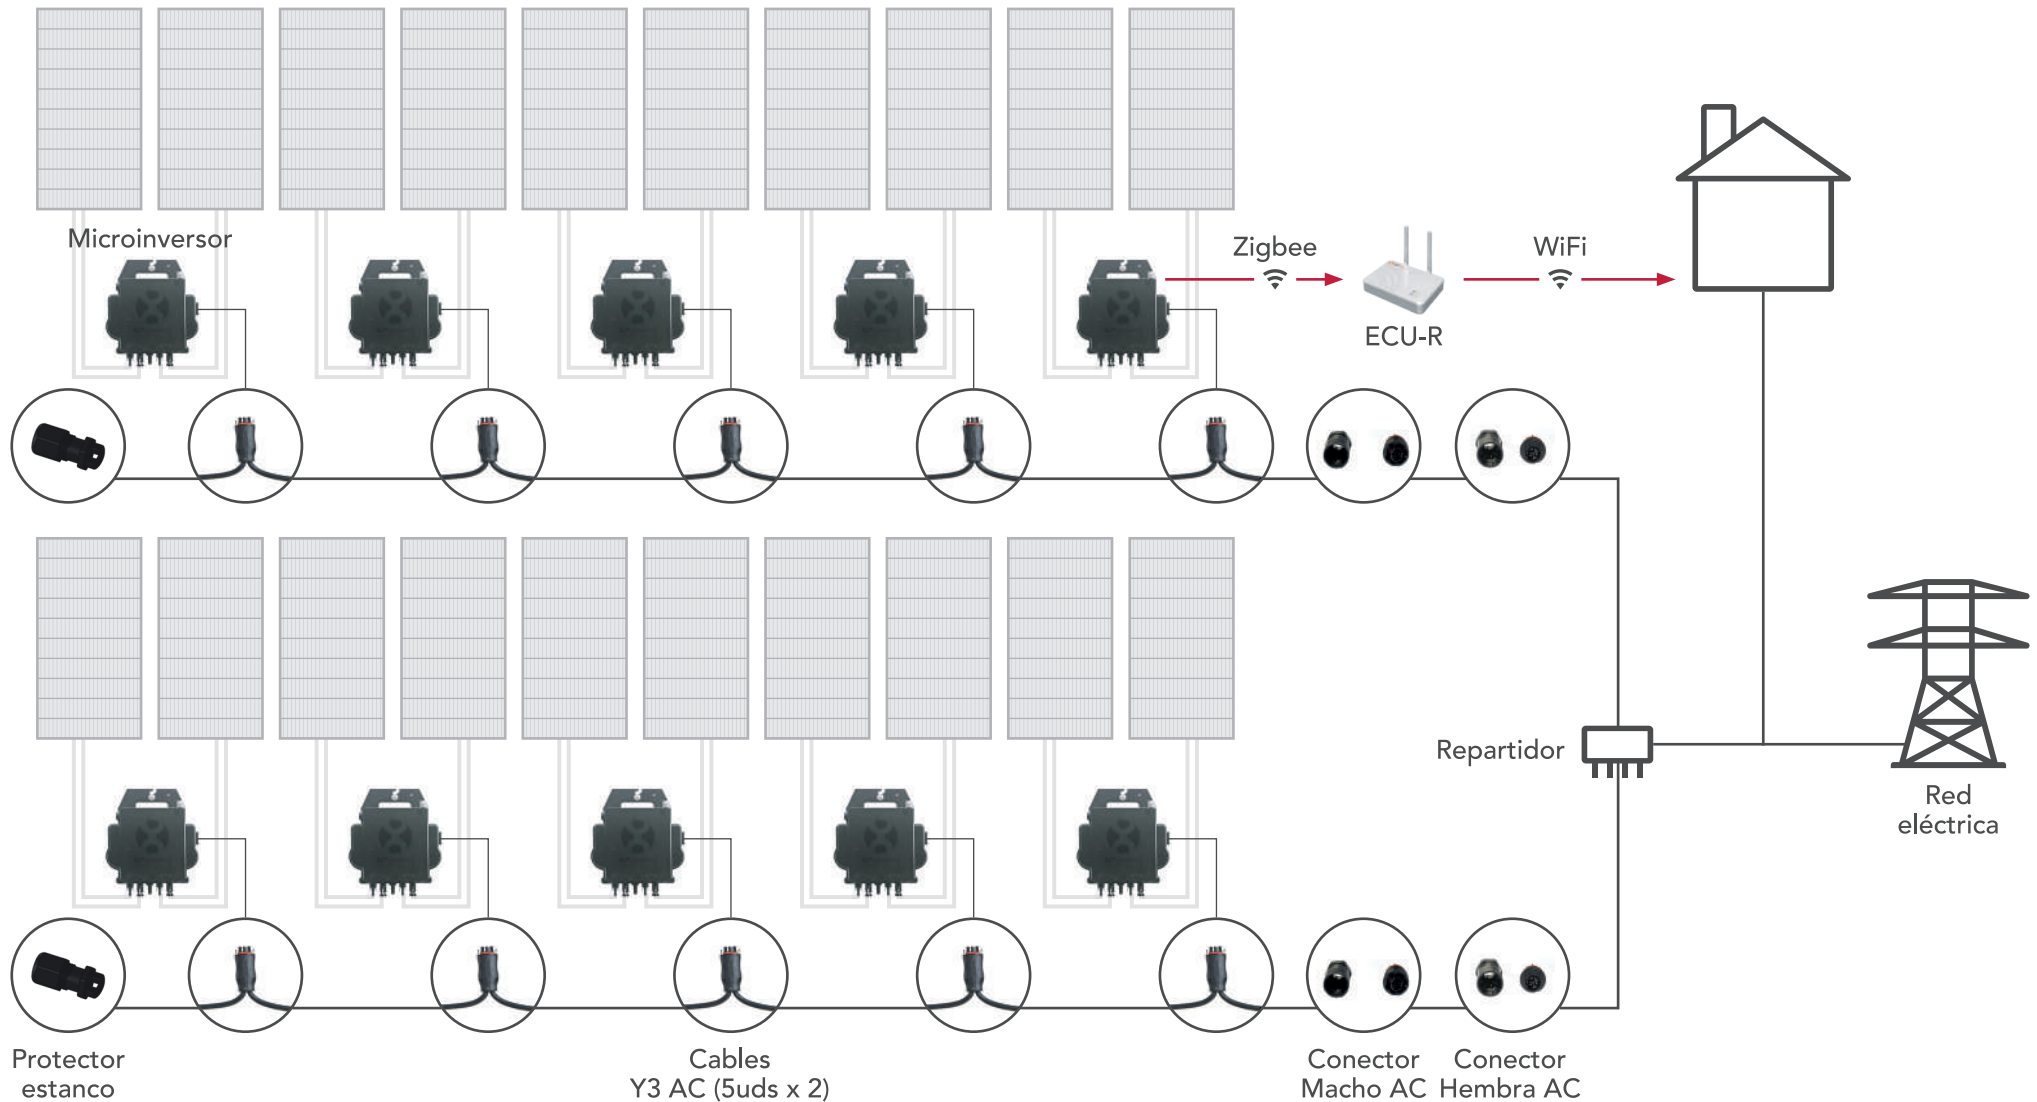 Microinversor
Zigbee
WiFi
ECU-R
Repartidor
Red
eléctrica
Protector
estanco
Cables
Y3 AC (5uds x 2)
Conector
Macho AC
Conector
Hembra AC